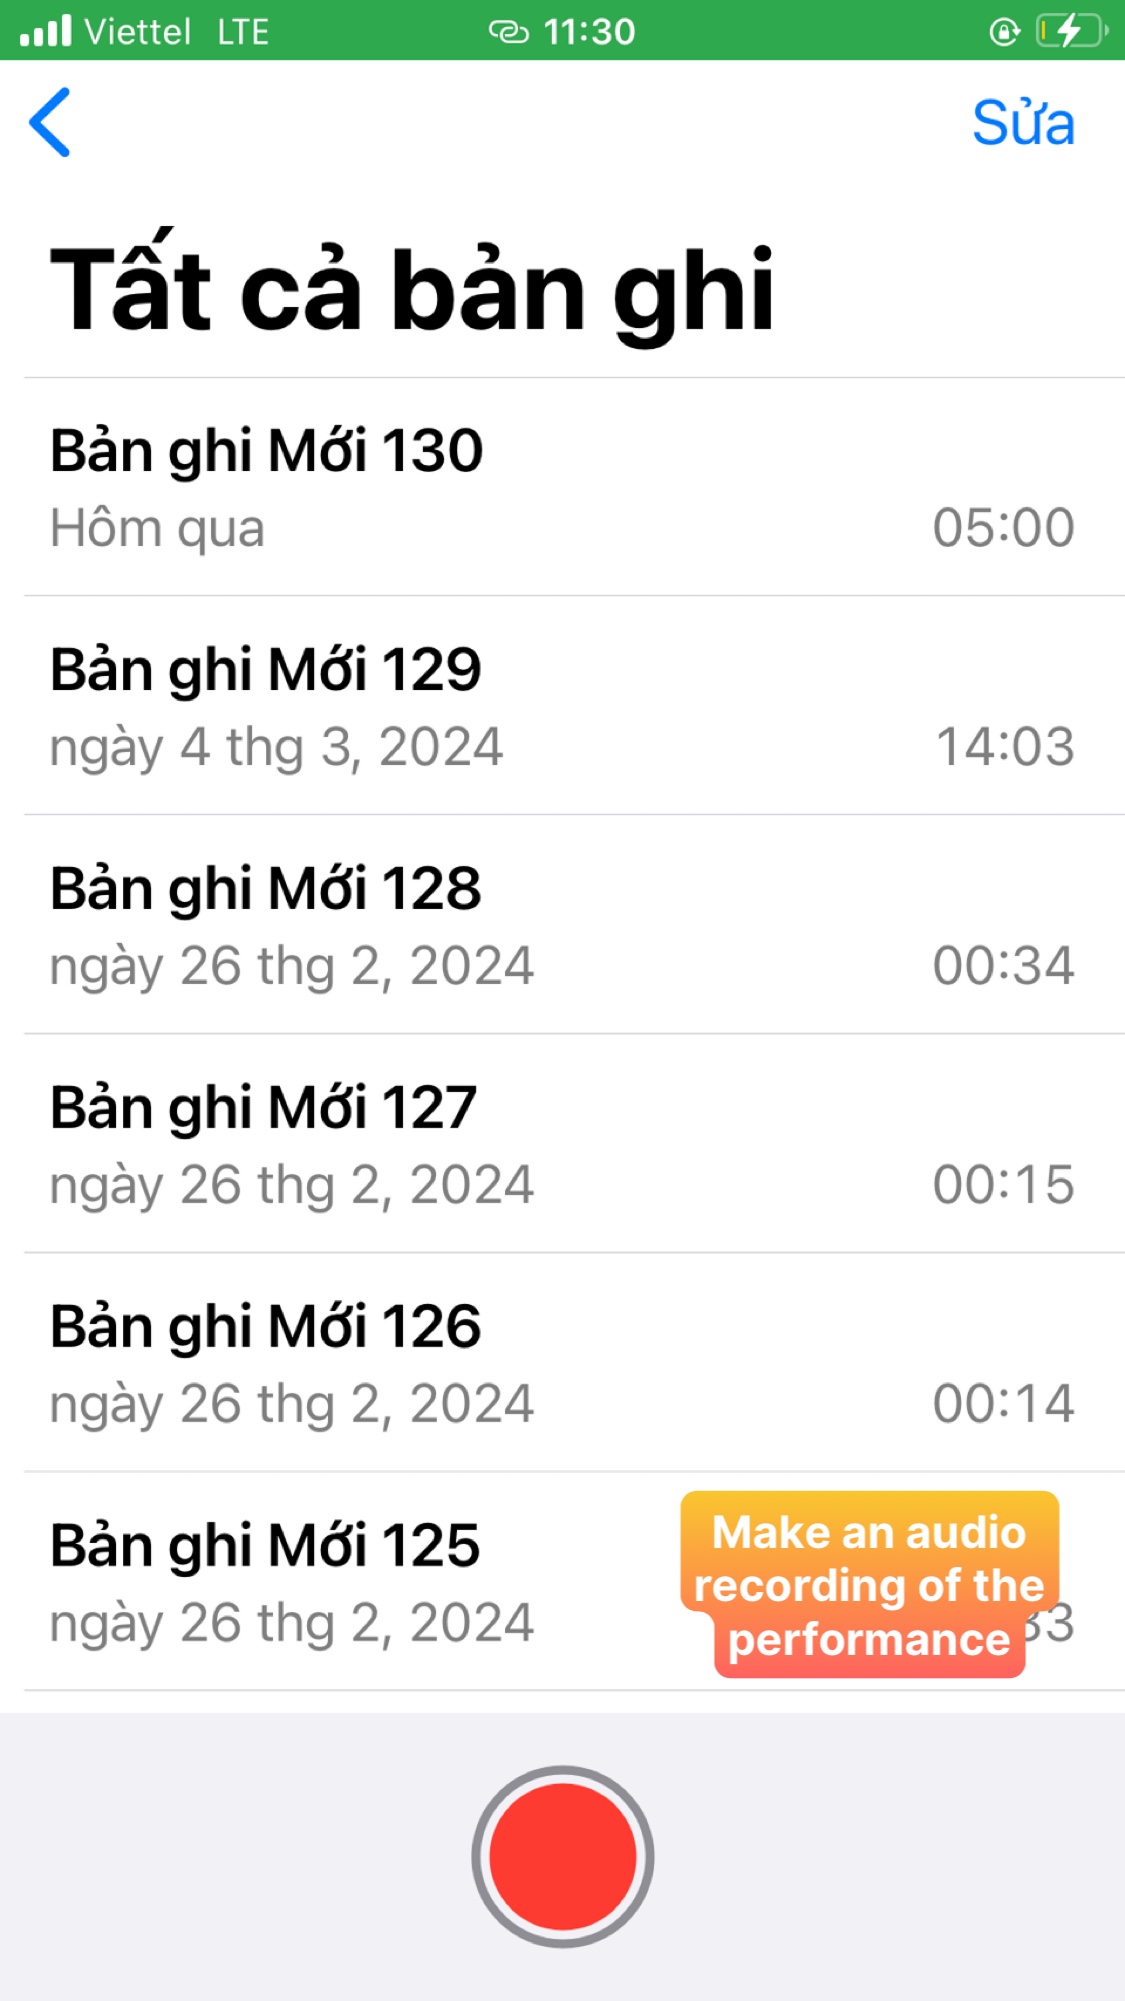 Viettel LTE 11:30
Sửa
Tất cả bản ghi
Bản ghi Mới 130
Hôm qua 05:00
Bản ghi Mới 129
ngày 4 thg 3, 2024 14:03
Bản ghi Mới 128
ngày 26 thg 2, 2024 00:34
Bản ghi Mới 127
ngày 26 thg 2, 2024 00:15
Bản ghi Mới 126
ngày 26 thg 2, 2024 00:14
Bản ghi Mới 125
ngày 26 thg 2, 2024
Make an audio
recording of the
performance